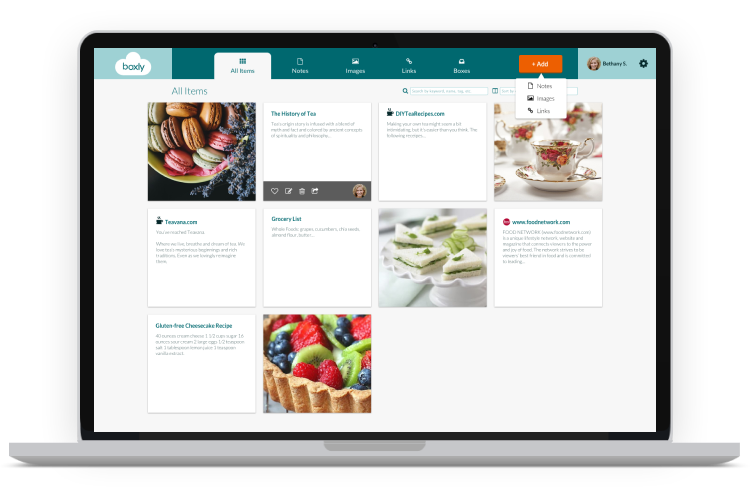 boxly
All Items
Notes
Images
Links
Boxes
+ Add
Bethany S.
All Items
Notes
Images
Links
The History of Tea
Tea's origin story is infused with a blend of
myth and fact and colored by ancient concepts
of spirituality and philosophy...
DIYTeaRecipes.com
Making your own tea might seem a bit
intimidating, but it's easier than you think. The
following recipes...
Teavana.com
You've reached Teavana.
Where we live, breathe and dream of tea. We
love tea's mysterious beginnings and rich
traditions. Even as we lovingly reimagine
them.
Grocery List
Whole Foods: grapes, cucumbers, chia seeds,
almond flour, butter...
www.foodnetwork.com
FOOD NETWORK (www.foodnetwork.com)
is a unique lifestyle network, website and
magazine that connects viewers to the power
and joy of food. The network strives to be
viewers' best friend in food and is committed
to leading...
Gluten-free Cheesecake Recipe
40 ounces cream cheese 1 1/2 cups sugar 16
ounces sour cream 2 large eggs 1/2 teaspoon
salt 1 tablespoon lemon juice 1 teaspoon
vanilla extract